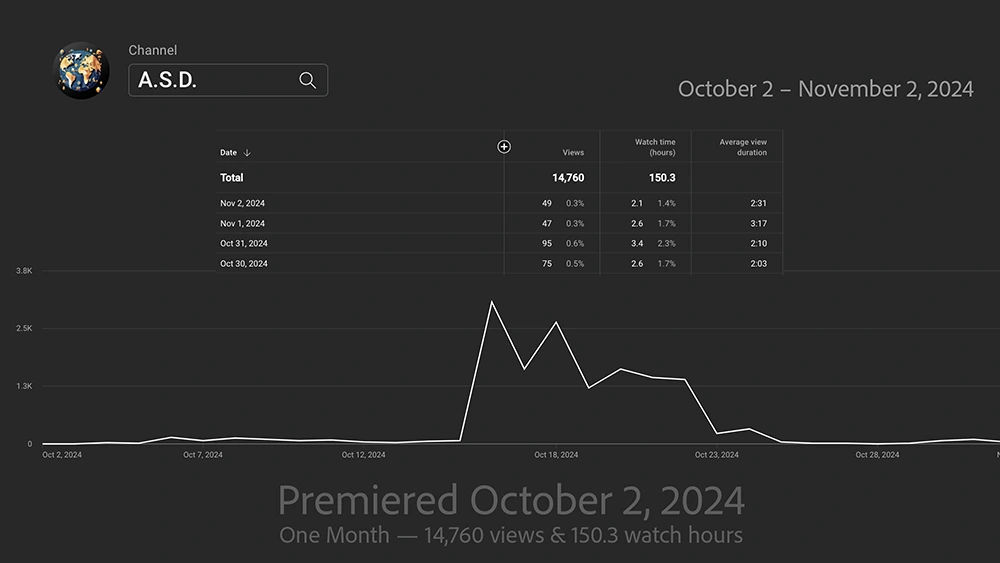 Channel
A.S.D.
October 2 – November 2, 2024
Date ↓ Views Watch time (hours) Average view duration
Total 14,760 150.3
Nov 2, 2024 49 0.3% 2.1 1.4% 2:31
Nov 1, 2024 47 0.3% 2.6 1.7% 3:17
Oct 31, 2024 95 0.6% 3.4 2.3% 2:10
Oct 30, 2024 75 0.5% 2.6 1.7% 2:03
3.8K
2.5K
1.3K
0
Oct 2, 2024 Oct 7, 2024 Oct 12, 2024 Oct 18, 2024 Oct 23, 2024 Oct 28, 2024 N
Premiered October 2, 2024
One Month — 14,760 views & 150.3 watch hours